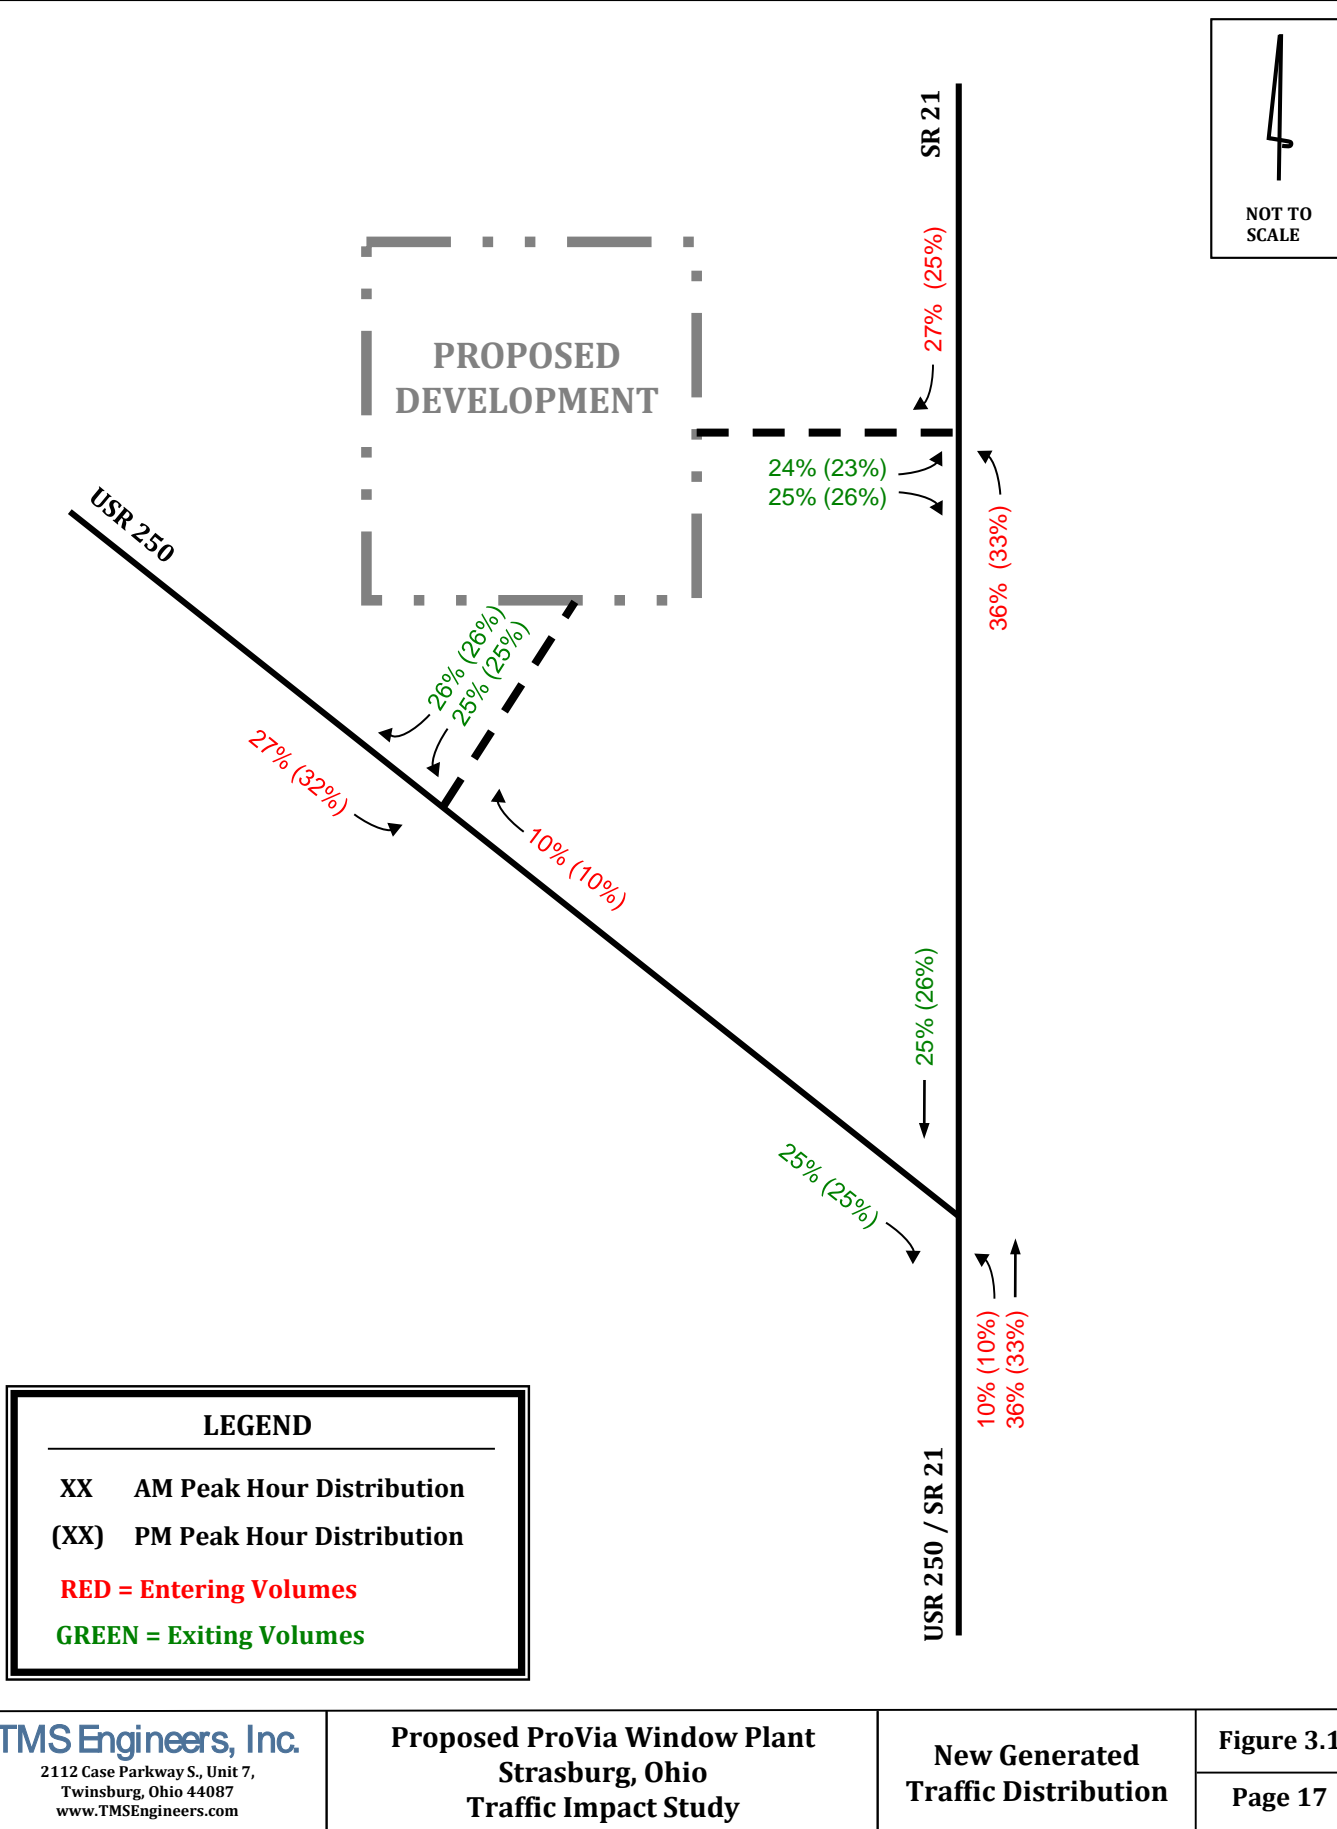 SR 21
NOT TO
SCALE
27% (25%)
PROPOSED
DEVELOPMENT
24% (23%)
25% (26%)
USR 250
36% (33%)
26% (26%)
25% (25%)
27% (32%)
10% (10%)
25% (26%)
25% (25%)
10% (10%)
36% (33%)
USR 250 / SR 21
LEGEND
XX AM Peak Hour Distribution
(XX) PM Peak Hour Distribution
RED = Entering Volumes
GREEN = Exiting Volumes
TMS Engineers, Inc.
2112 Case Parkway S., Unit 7,
Twinsburg, Ohio 44087
www.TMSEngineers.com
Proposed ProVia Window Plant
Strasburg, Ohio
Traffic Impact Study
New Generated
Traffic Distribution
Figure 3.1
Page 17